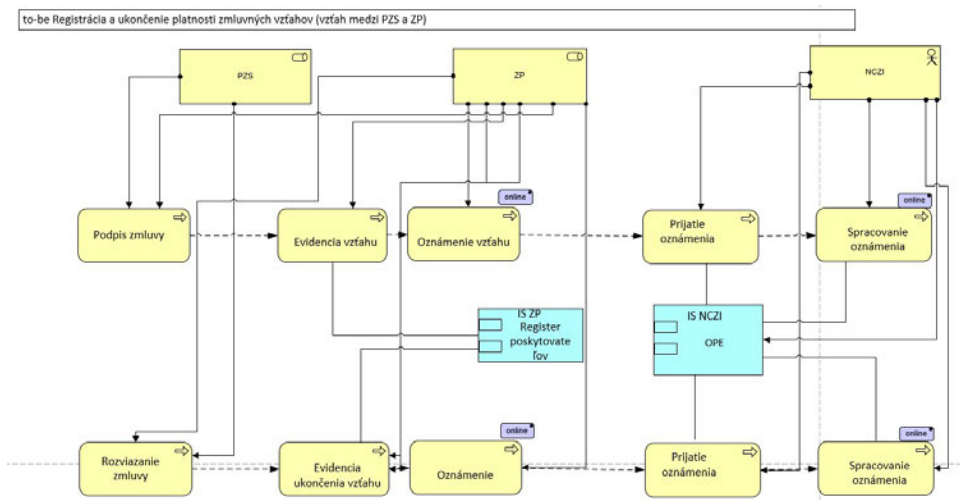 to-be Registrácia a ukončenie platnosti zmluvných vzťahov (vzťah medzi PZS a ZP)
PZS
ZP
NCZI
online
online
Podpis zmluvy
Evidencia vzťahu
Oznámenie vzťahu
Prijatie
oznámenia
Spracovanie
oznámenia
IS ZP
Register
poskytovate
ľov
IS NCZI
OPE
online
online
Rozviazanie
zmluvy
Evidencia
ukončenia vzťahu
Oznámenie
Prijatie
oznámenia
Spracovanie
oznámenia